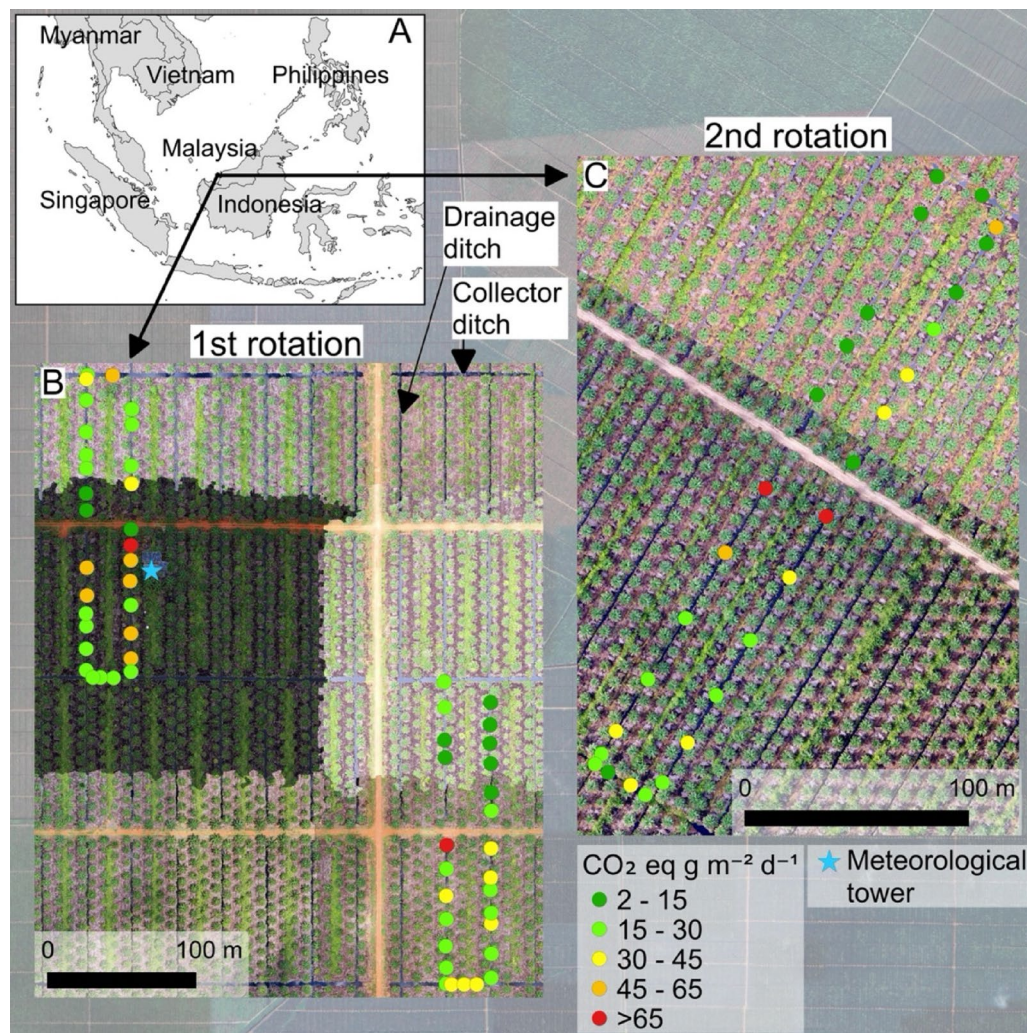 A
Myanmar
Vietnam
Philippines
Malaysia
Singapore
Indonesia
2nd rotation
C
Drainage
ditch
Collector
ditch
1st rotation
B
0 100 m
0 100 m
CO₂ eq g m⁻² d⁻¹
2 - 15
15 - 30
30 - 45
45 - 65
>65
Meteorological
tower